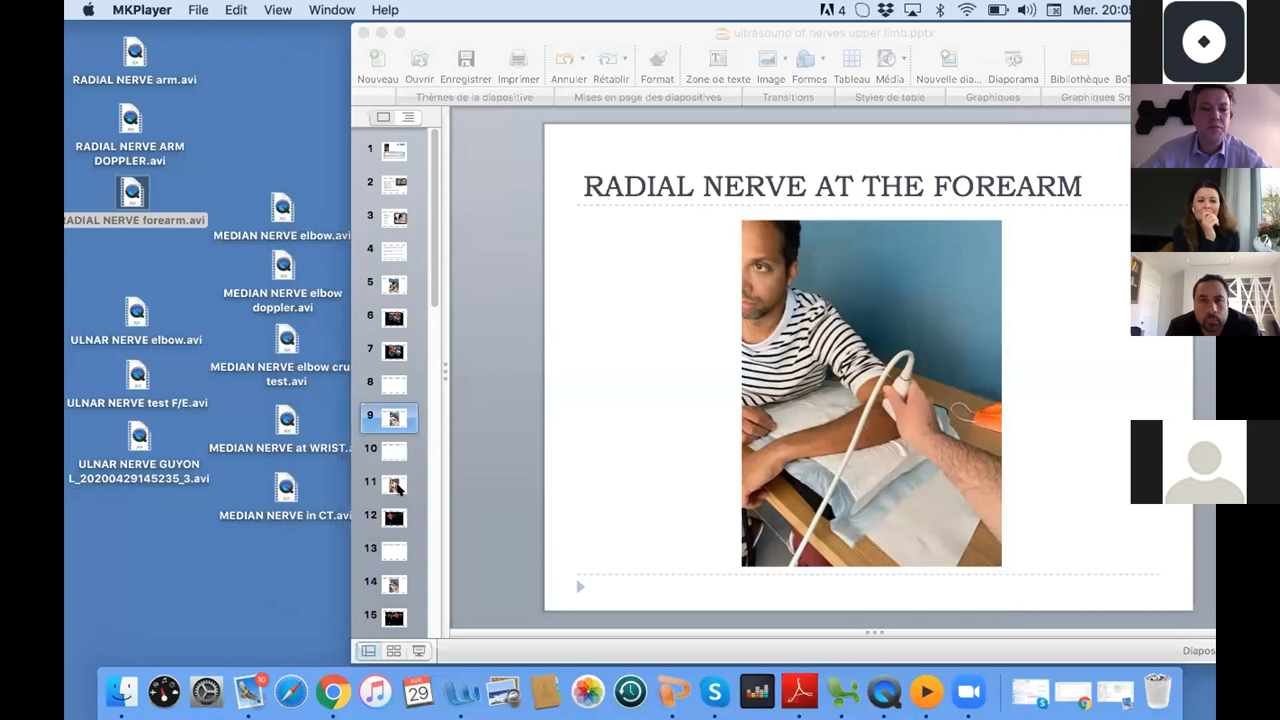 MKPlayer File Edit View Window Help
4 Mer. 20:05
RADIAL NERVE arm.avi
RADIAL NERVE ARM
DOPPLER.avi
RADIAL NERVE forearm.avi
ULNAR NERVE elbow.avi
ULNAR NERVE test F/E.avi
ULNAR NERVE GUYON
L_20200429145235_3.avi
MEDIAN NERVE elbow.avi
MEDIAN NERVE elbow
doppler.avi
MEDIAN NERVE elbow cru
test.avi
MEDIAN NERVE at WRIST.a
MEDIAN NERVE in CT.avi
ultrasound of nerves upper limb.pptx
Nouveau Ouvrir Enregistrer Imprimer Annuler Rétablir Format Zone de texte Image Formes Tableau Média Nouvelle dia... Diaporama Bibliothèque Boî
Thèmes de la diapositive Mises en page des diapositives Transitions Styles de table Graphiques Graphiques Sm
1
2
3
4
5
6
7
8
9
10
11
12
13
14
15
RADIAL NERVE AT THE FOREARM
Diapos
10
AVR.
29